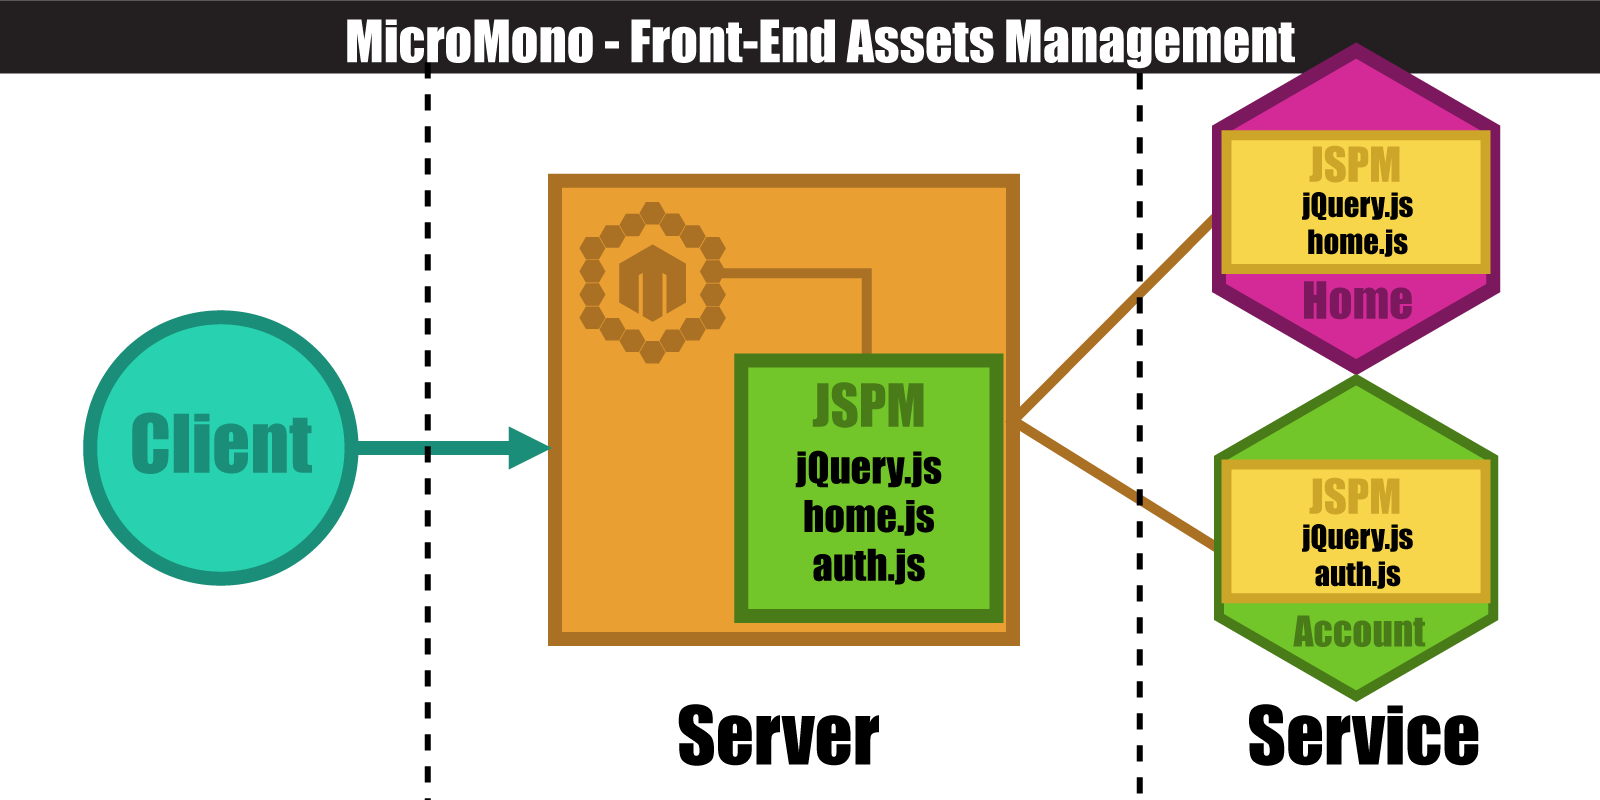 MicroMono - Front-End Assets Management
Client
JSPM
jQuery.js
home.js
auth.js
Server
JSPM
jQuery.js
home.js
Home
JSPM
jQuery.js
auth.js
Account
Service